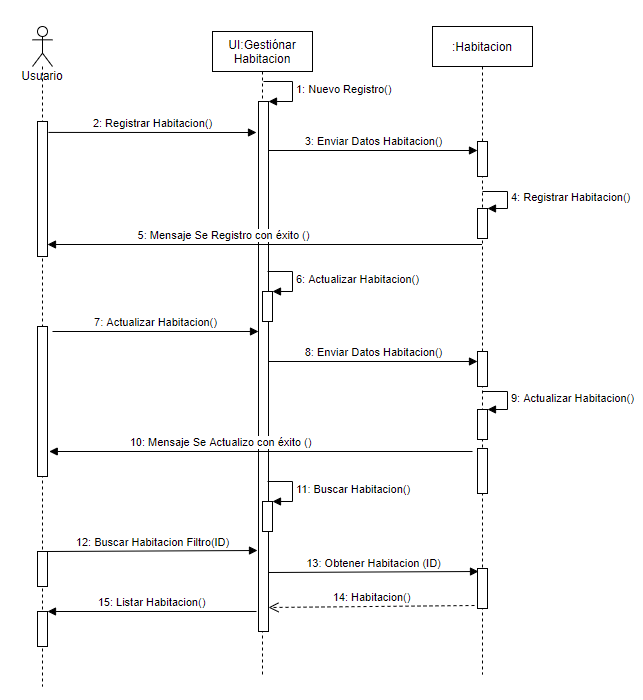 Usuario
UI:Gestiónar
Habitacion
:Habitacion
1: Nuevo Registro()
2: Registrar Habitacion()
3: Enviar Datos Habitacion()
4: Registrar Habitacion()
5: Mensaje Se Registro con éxito ()
6: Actualizar Habitacion()
7: Actualizar Habitacion()
8: Enviar Datos Habitacion()
9: Actualizar Habitacion()
10: Mensaje Se Actualizo con éxito ()
11: Buscar Habitacion()
12: Buscar Habitacion Filtro(ID)
13: Obtener Habitacion (ID)
14: Habitacion()
15: Listar Habitacion()